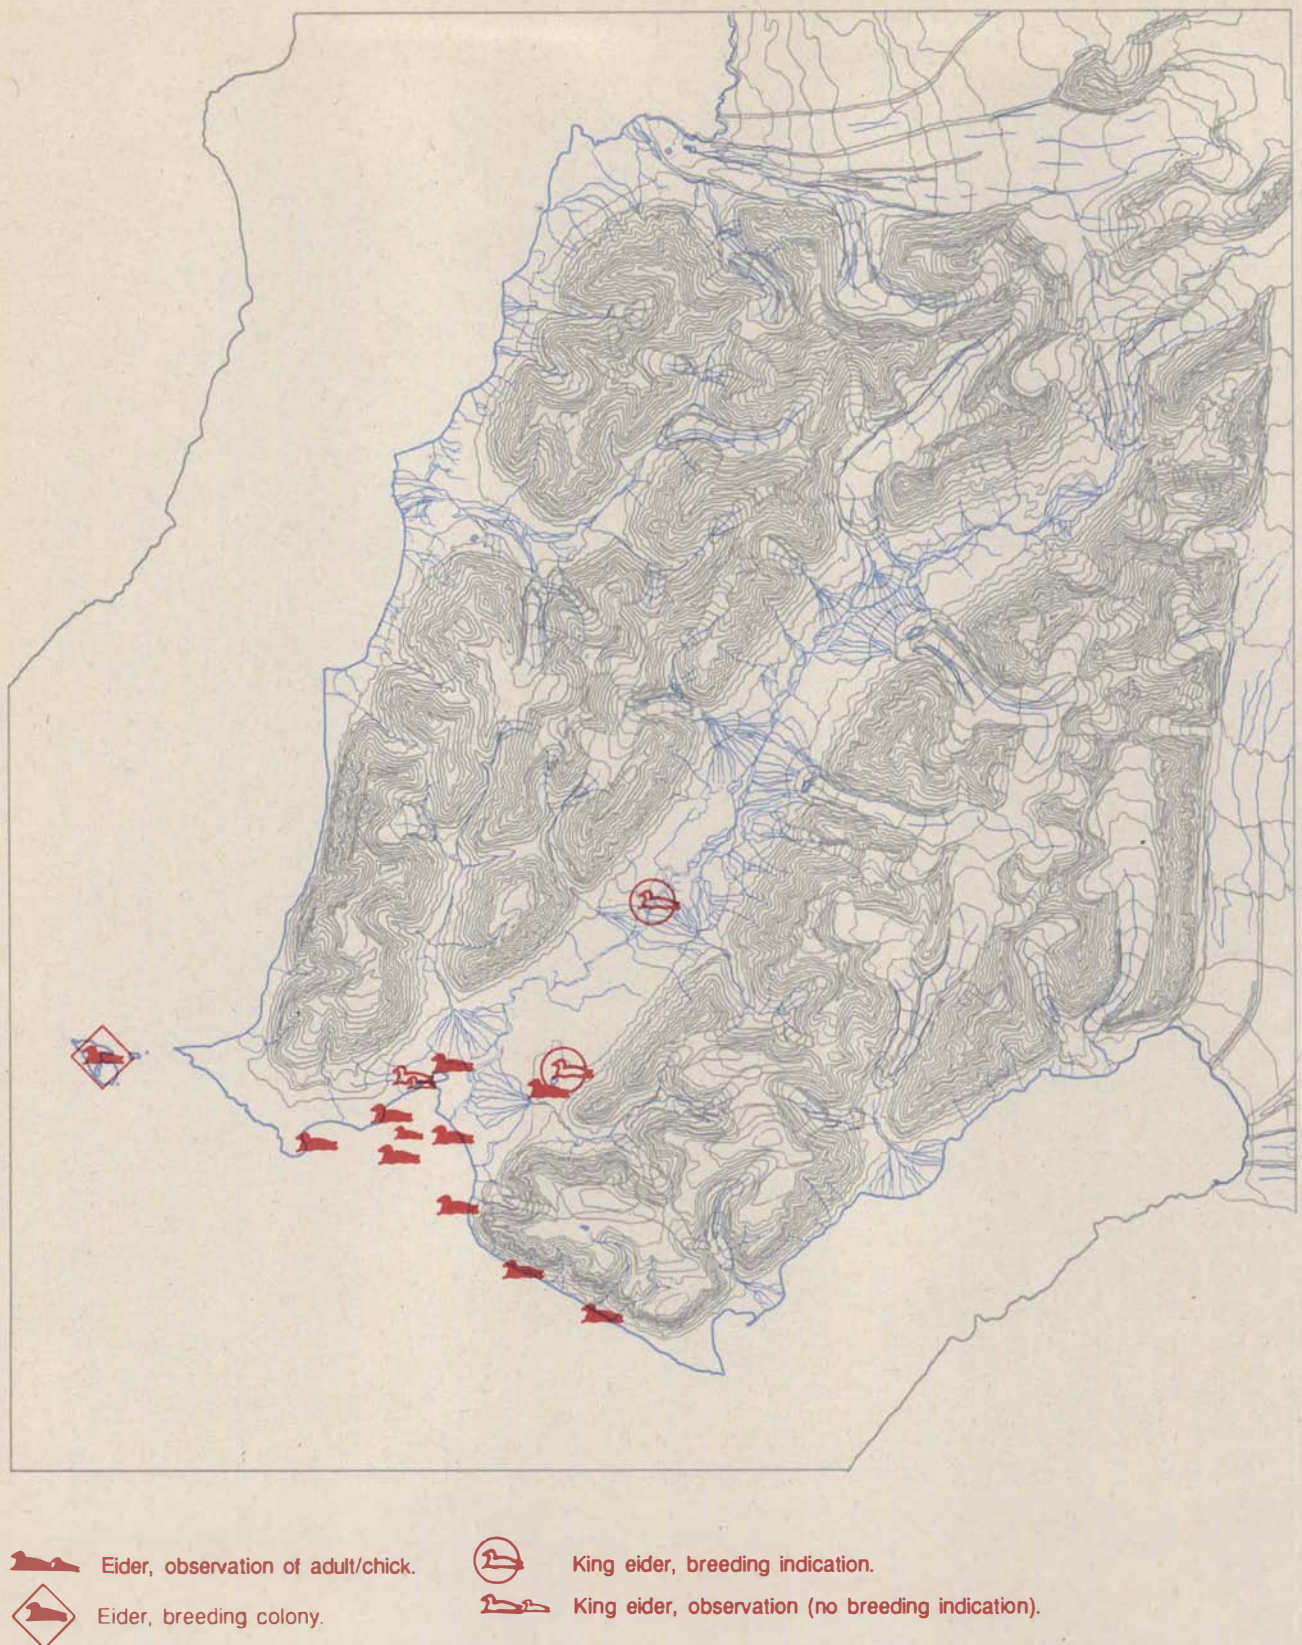 Eider, observation of adult/chick.
Eider, breeding colony.
King eider, breeding indication.
King eider, observation (no breeding indication).